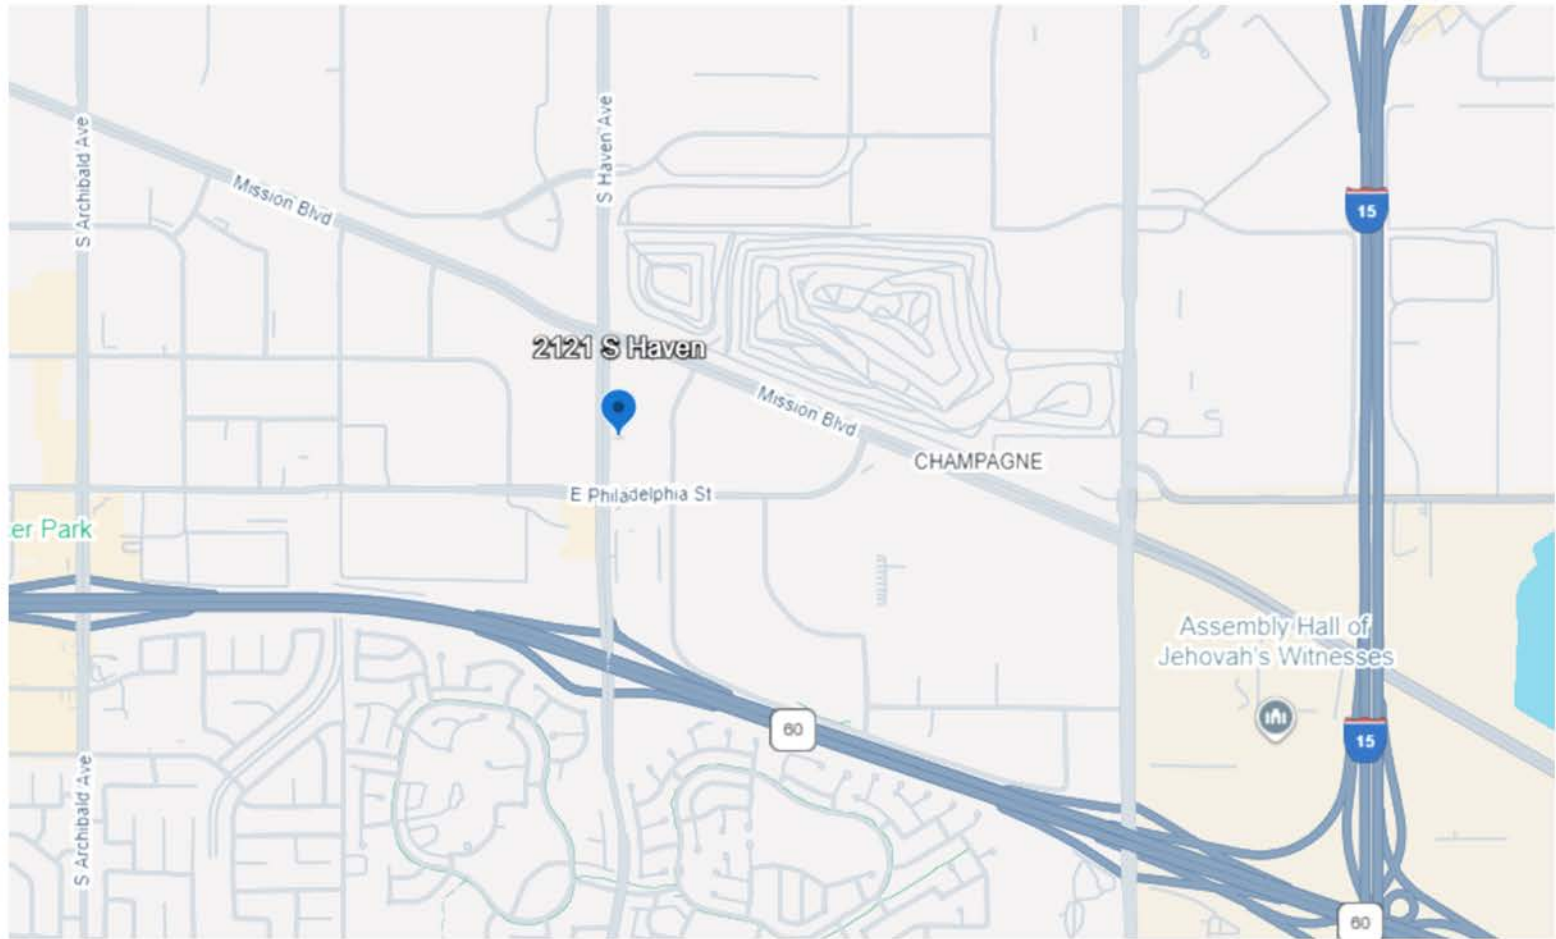 S Archibald Ave
Mission Blvd
S Haven Ave
15
2121 S Haven
Mission Blvd
CHAMPAGNE
E Philadelphia St
er Park
Assembly Hall of
Jehovah's Witnesses
60
15
S Archibald Ave
60